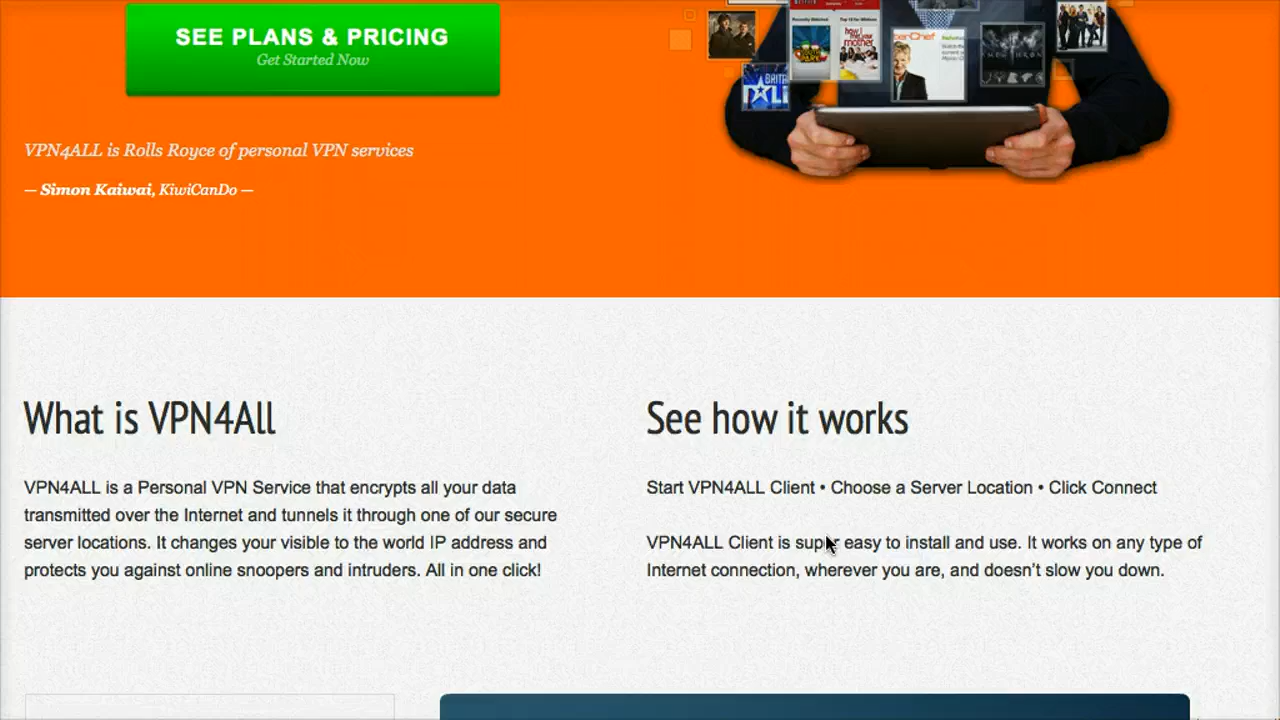 SEE PLANS & PRICING
Get Started Now
how i
met your
mother
VPN4ALL is Rolls Royce of personal VPN services
— Simon Kaiwai, KiwiCanDo —
What is VPN4All
VPN4ALL is a Personal VPN Service that encrypts all your data
transmitted over the Internet and tunnels it through one of our secure
server locations. It changes your visible to the world IP address and
protects you against online snoopers and intruders. All in one click!
See how it works
Start VPN4ALL Client • Choose a Server Location • Click Connect
VPN4ALL Client is super easy to install and use. It works on any type of
Internet connection, wherever you are, and doesn’t slow you down.